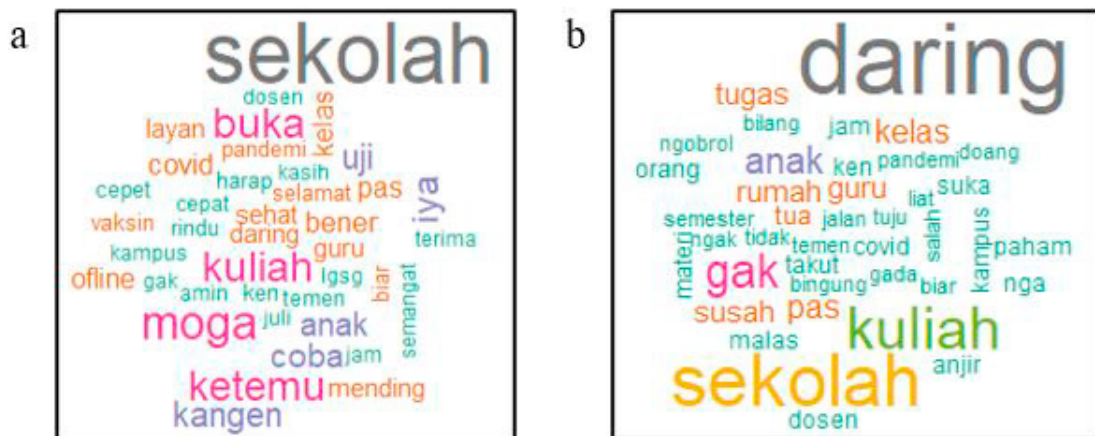 a
sekolah
dosen
buka
kelas
layan
pandemi
covid
uji
kasih
harap
selamat
pas
cepet
cepat
iya
vaksin
rindu
sehat
bener
daring
terima
kampus
kuliah
guru
ofline
gak
lgsg
amin
ken
temen
biar
semangat
moga
juli
anak
coba
jam
ketemu
mending
kangen
b
daring
tugas
bilang
jam
kelas
ngobrol
anak
ken
pandemi
doang
orang
rumah
guru
liat
suka
semester
tua
jalan
tuju
salah
kampus
materi
ngak
tidak
temen
covid
paham
gak
takut
bingung
gada
biar
nga
susah
pas
malas
kuliah
anjir
sekolah
dosen